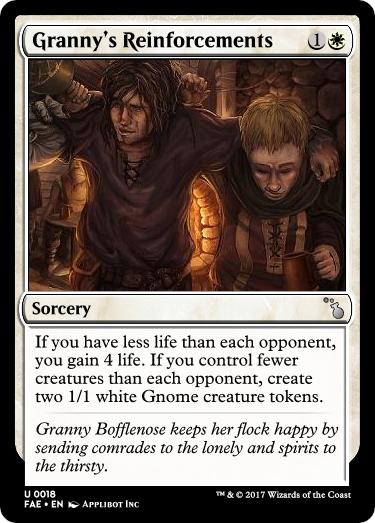 Granny's Reinforcements 1
Sorcery
If you have less life than each opponent,
you gain 4 life. If you control fewer
creatures than each opponent, create
two 1/1 white Gnome creature tokens.
Granny Bofflenose keeps her flock happy by
sending comrades to the lonely and spirits to
the thirsty.
U 0018
FAE • EN Applibot Inc
™ & © 2017 Wizards of the Coast